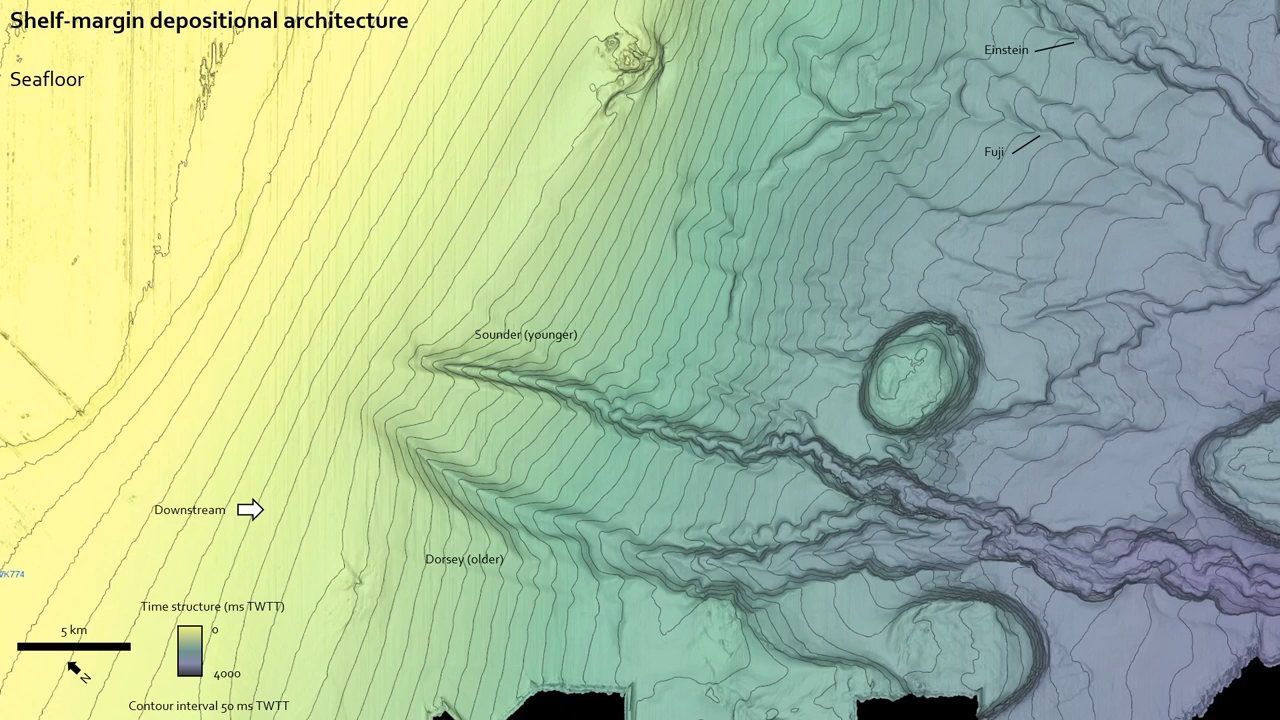 Shelf-margin depositional architecture
Seafloor
Einstein
Fuji
Sounder (younger)
Downstream
Dorsey (older)
VK774
Time structure (ms TWTT)
5 km
0
4000
N
Contour interval 50 ms TWTT